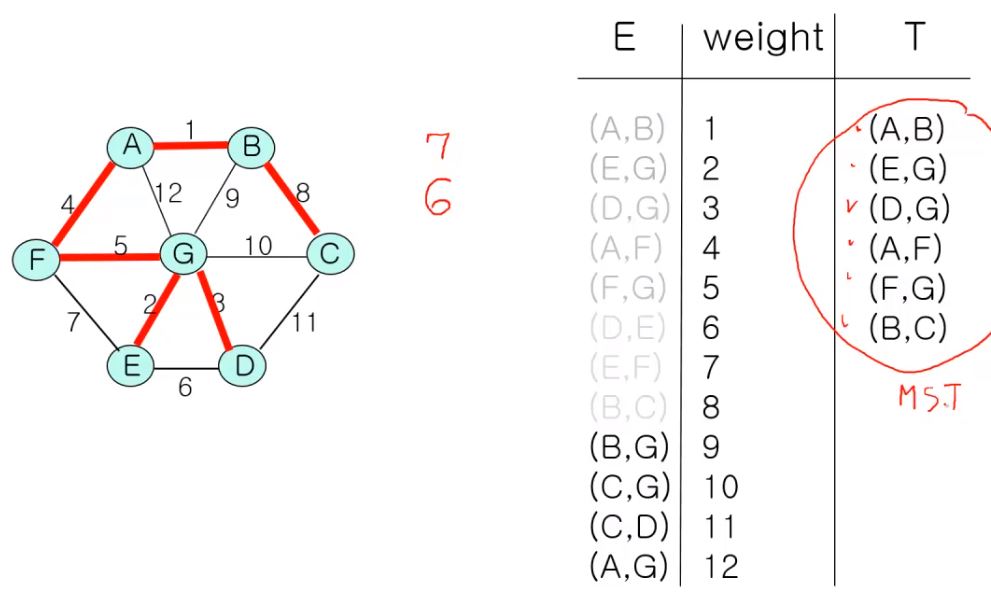 1
A
B
12
9
8
4
F
5
G
10
C
2
3
7
11
E
D
6
7
6
E weight T
(A,B) 1 (A,B)
(E,G) 2 (E,G)
(D,G) 3 (D,G)
(A,F) 4 (A,F)
(F,G) 5 (F,G)
(D,E) 6 (B,C)
(E,F) 7
(B,C) 8
(B,G) 9
(C,G) 10
(C,D) 11
(A,G) 12
M S.T